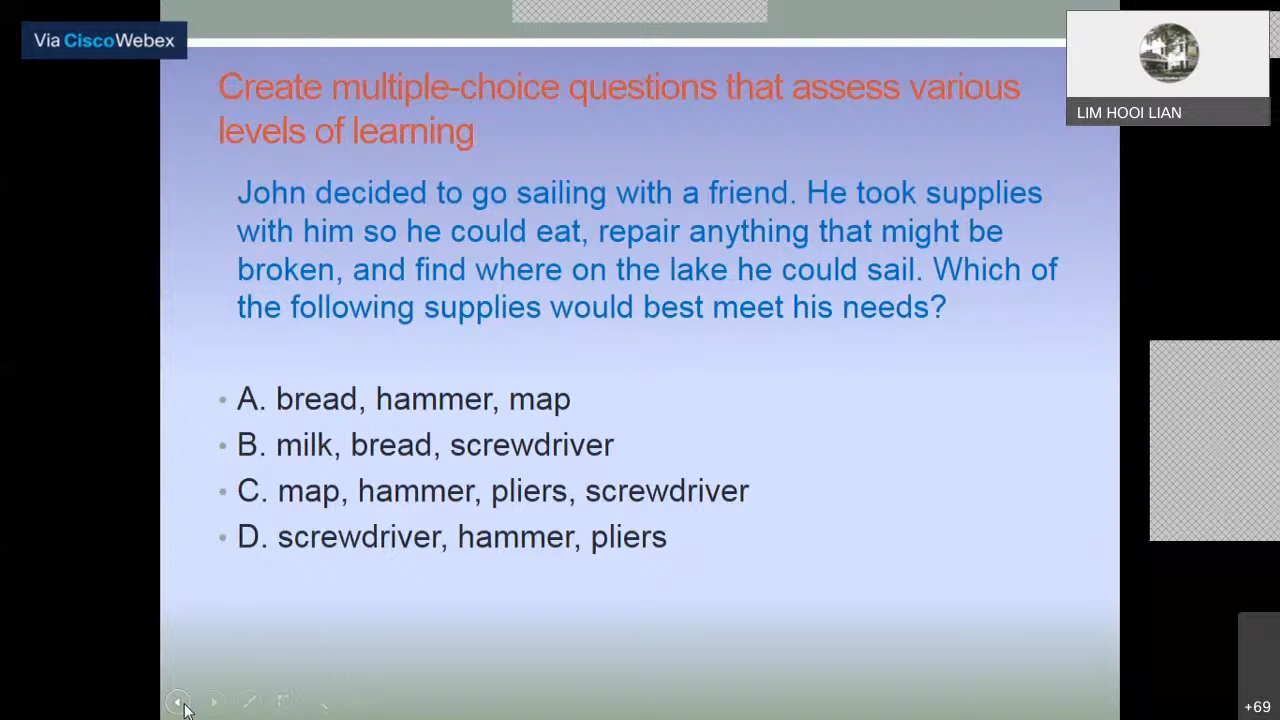 Via CiscoWebex
LIM HOOI LIAN
Create multiple-choice questions that assess various
levels of learning
John decided to go sailing with a friend. He took supplies
with him so he could eat, repair anything that might be
broken, and find where on the lake he could sail. Which of
the following supplies would best meet his needs?
• A. bread, hammer, map
• B. milk, bread, screwdriver
• C. map, hammer, pliers, screwdriver
• D. screwdriver, hammer, pliers
+69